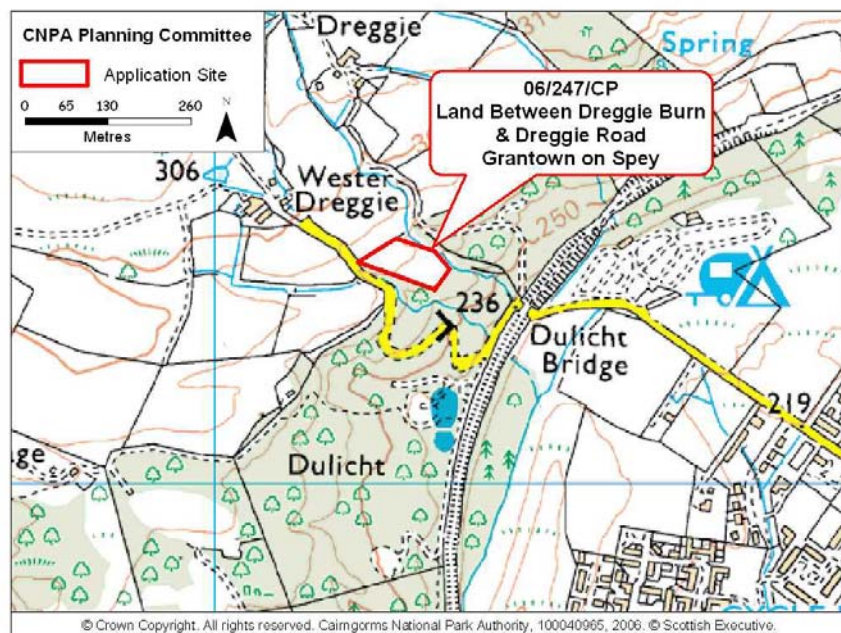 CNPA Planning Committee
Application Site
0 65 130 260
Metres
N
Dreggie
310
Spring
06/247/CP
Land Between Dreggie Burn
& Dreggie Road
Grantown on Spey
306
Wester
Dreggie
250
236
Dulicht
Bridge
219
Dulicht
© Crown Copyright. All rights reserved. Cairngorms National Park Authority, 100040965, 2006. © Scottish Executive.